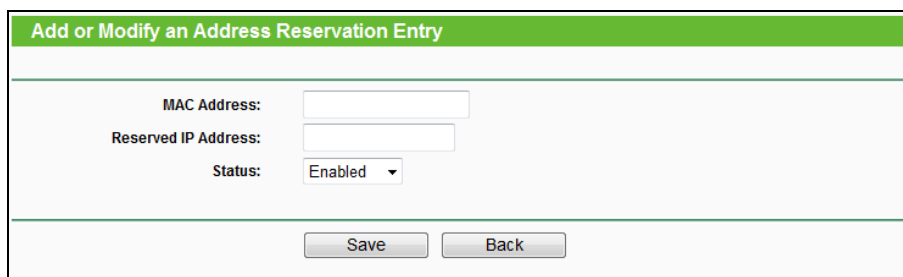 Add or Modify an Address Reservation Entry
MAC Address:
Reserved IP Address:
Status: Enabled
Save Back